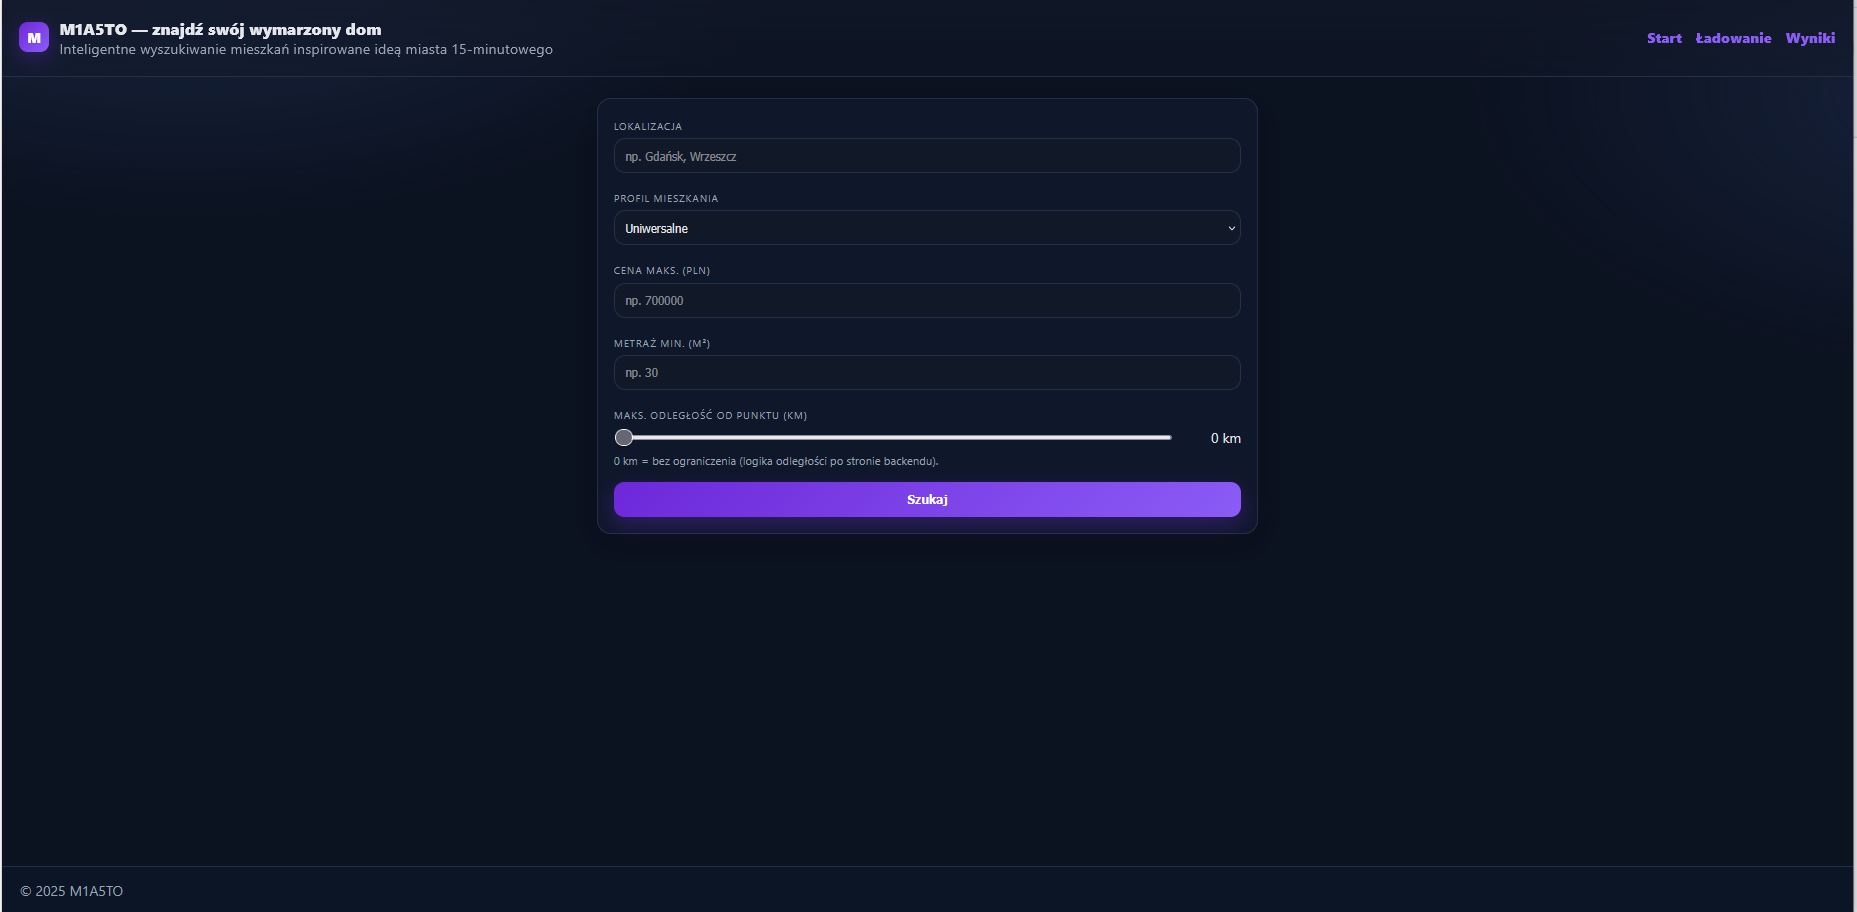 M
M1A5TO — znajdź swój wymarzony dom
Inteligentne wyszukiwanie mieszkań inspirowane ideą miasta 15-minutowego
Start Ładowanie Wyniki
LOKALIZACJA
np. Gdańsk, Wrzeszcz
PROFIL MIESZKANIA
Uniwersalne
CENA MAKS. (PLN)
np. 700000
METRAŻ MIN. (M²)
np. 30
MAKS. ODLEGŁOŚĆ OD PUNKTU (KM)
0 km
0 km = bez ograniczenia (logika odległości po stronie backendu).
Szukaj
© 2025 M1A5TO